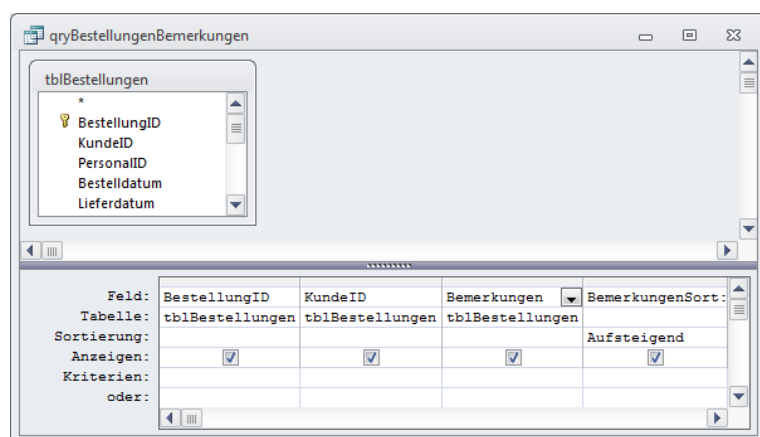 qryBestellungenBemerkungen
tblBestellungen
*
BestellungID
KundeID
PersonalID
Bestelldatum
Lieferdatum
Feld: BestellungID KundeID Bemerkungen BemerkungenSort:
Tabelle: tblBestellungen tblBestellungen tblBestellungen
Sortierung: Aufsteigend
Anzeigen:
Kriterien:
oder: